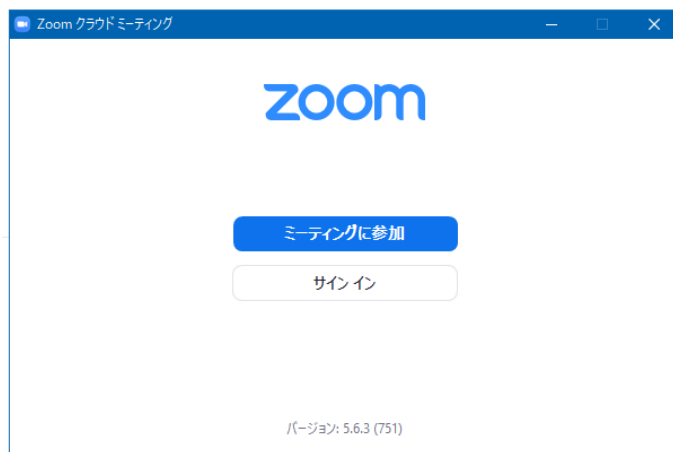 Zoom クラウド ミーティング
zoom
ミーティングに参加
サイン イン
バージョン: 5.6.3 (751)